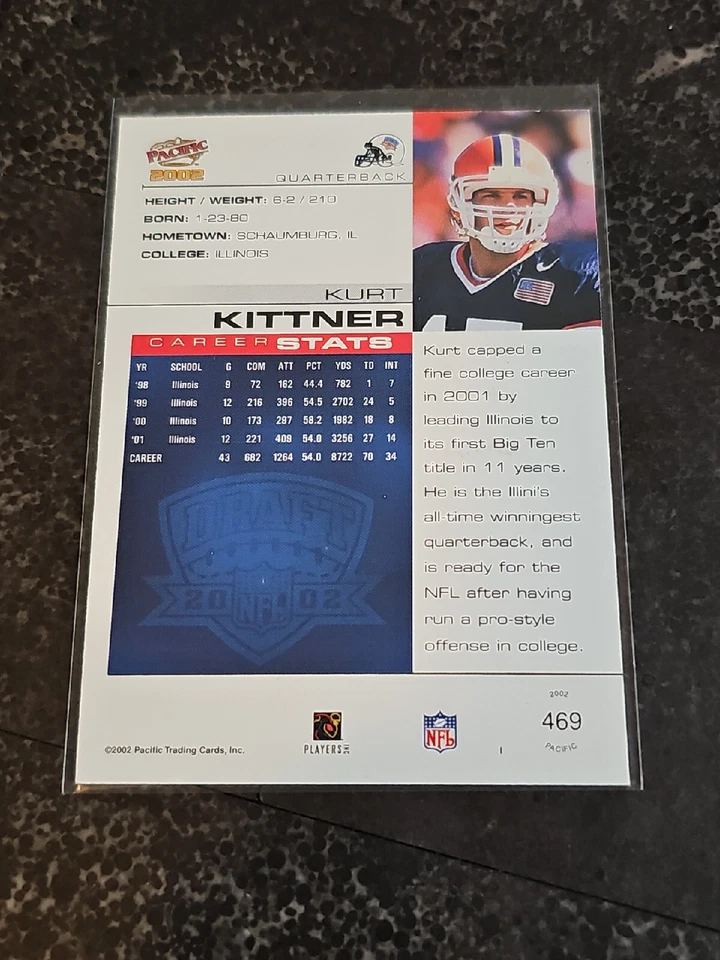 PACIFIC
2002
QUARTERBACK
HEIGHT / WEIGHT: 6-2 / 210
BORN: 1-23-80
HOMETOWN: SCHAUMBURG, IL
COLLEGE: ILLINOIS
KURT
KITTNER
CAREER STATS
YR SCHOOL G COM ATT PCT YDS TD INT
'98 Illinois 9 72 162 44.4 782 1 7
'99 Illinois 12 216 396 54.5 2702 24 5
'00 Illinois 10 173 297 58.2 1982 18 8
'01 Illinois 12 221 409 54.0 3256 27 14
CAREER 43 682 1264 54.0 8722 70 34
DRAFT
20 NFL 02
Kurt capped a
fine college career
in 2001 by
leading Illinois to
its first Big Ten
title in 11 years.
He is the Illini's
all-time winningest
quarterback, and
is ready for the
NFL after having
run a pro-style
offense in college.
©2002 Pacific Trading Cards, Inc.
PLAYERS INC
NFL
I
2002
469
PACIFIC